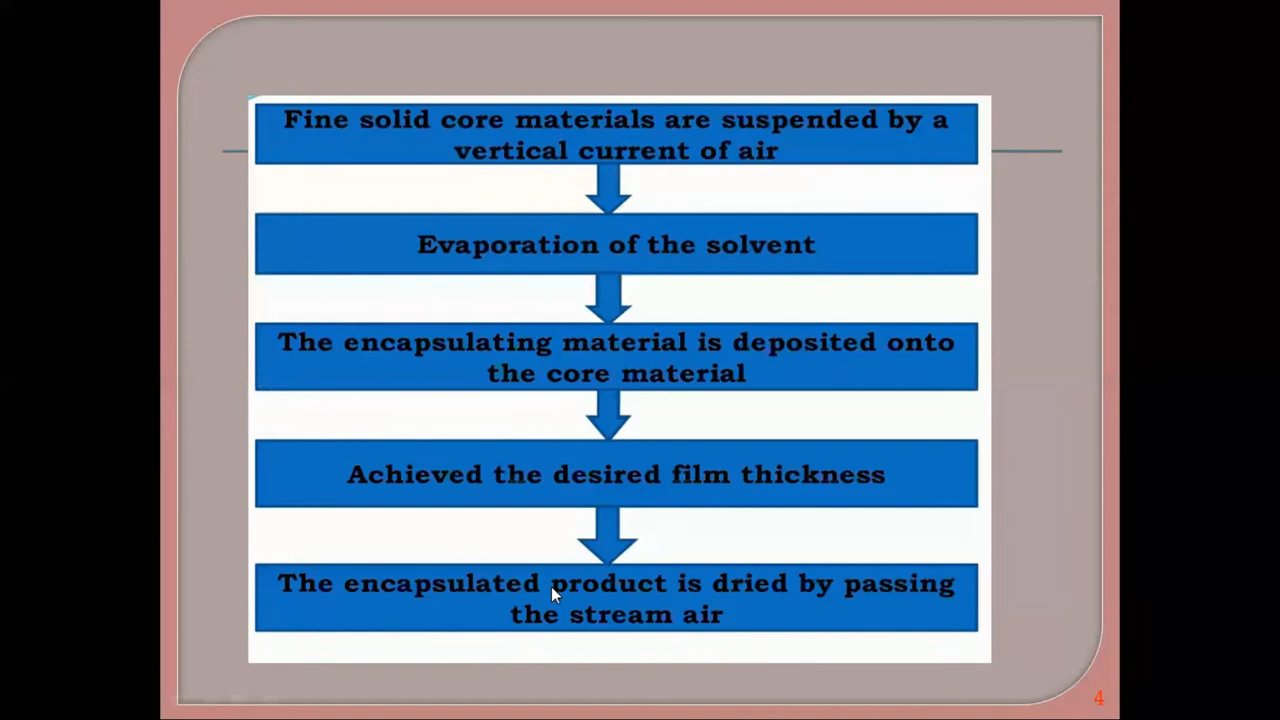 Fine solid core materials are suspended by a
vertical current of air
Evaporation of the solvent
The encapsulating material is deposited onto
the core material
Achieved the desired film thickness
The encapsulated product is dried by passing
the stream air
4